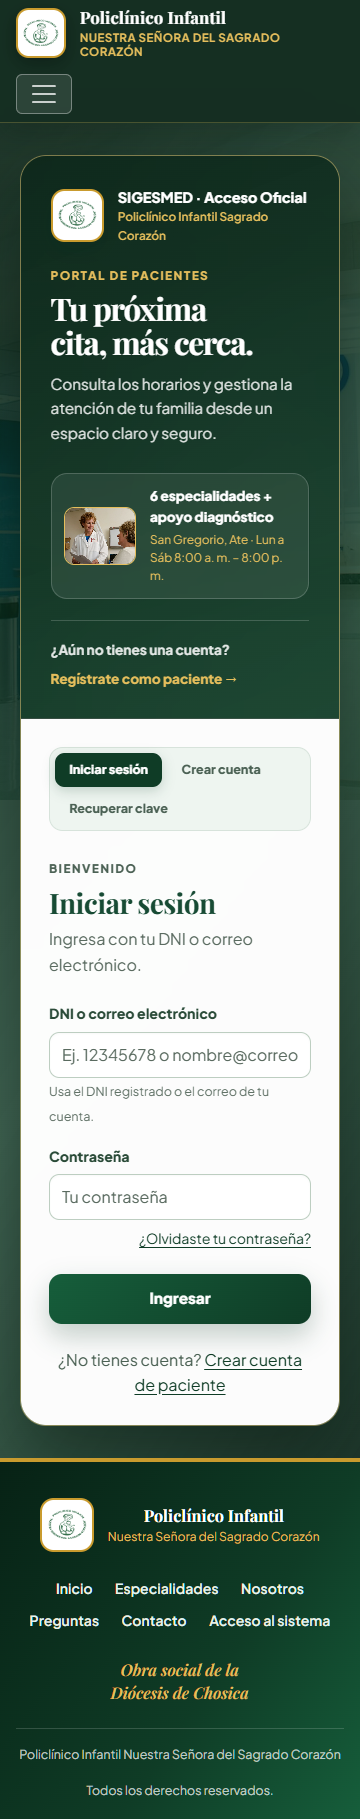 Policlínico Infantil
NUESTRA SEÑORA DEL SAGRADO
CORAZÓN
SIGESMED · Acceso Oficial
Policlínico Infantil Sagrado
Corazón
PORTAL DE PACIENTES
Tu próxima
cita, más cerca.
Consulta los horarios y gestiona la
atención de tu familia desde un
espacio claro y seguro.
6 especialidades +
apoyo diagnóstico
San Gregorio, Ate · Lun a
Sáb 8:00 a. m. – 8:00 p.
m.
¿Aún no tienes una cuenta?
Regístrate como paciente →
Iniciar sesión
Crear cuenta
Recuperar clave
BIENVENIDO
Iniciar sesión
Ingresa con tu DNI o correo
electrónico.
DNI o correo electrónico
Ej. 12345678 o nombre@correo
Usa el DNI registrado o el correo de tu
cuenta.
Contraseña
Tu contraseña
¿Olvidaste tu contraseña?
Ingresar
¿No tienes cuenta? Crear cuenta
de paciente
Policlínico Infantil
Nuestra Señora del Sagrado Corazón
Inicio Especialidades Nosotros
Preguntas Contacto Acceso al sistema
Obra social de la
Diócesis de Chosica
Policlínico Infantil Nuestra Señora del Sagrado Corazón
Todos los derechos reservados.